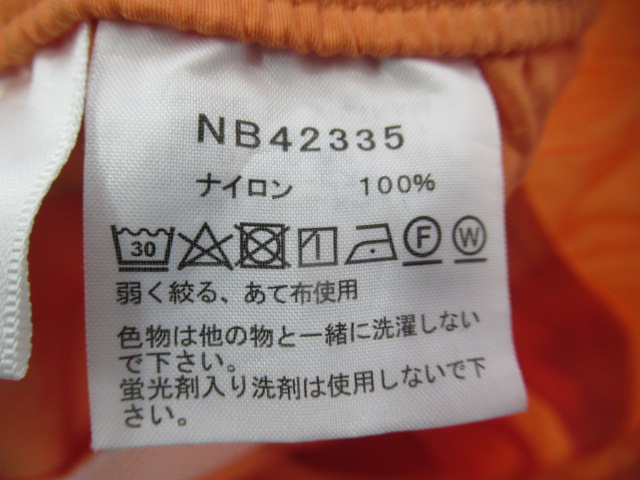 NB42335
ナイロン 100%
30 F W
弱く絞る、あて布使用
色物は他の物と一緒に洗濯しない
で下さい。
蛍光剤入り洗剤は使用しないで下
さい。